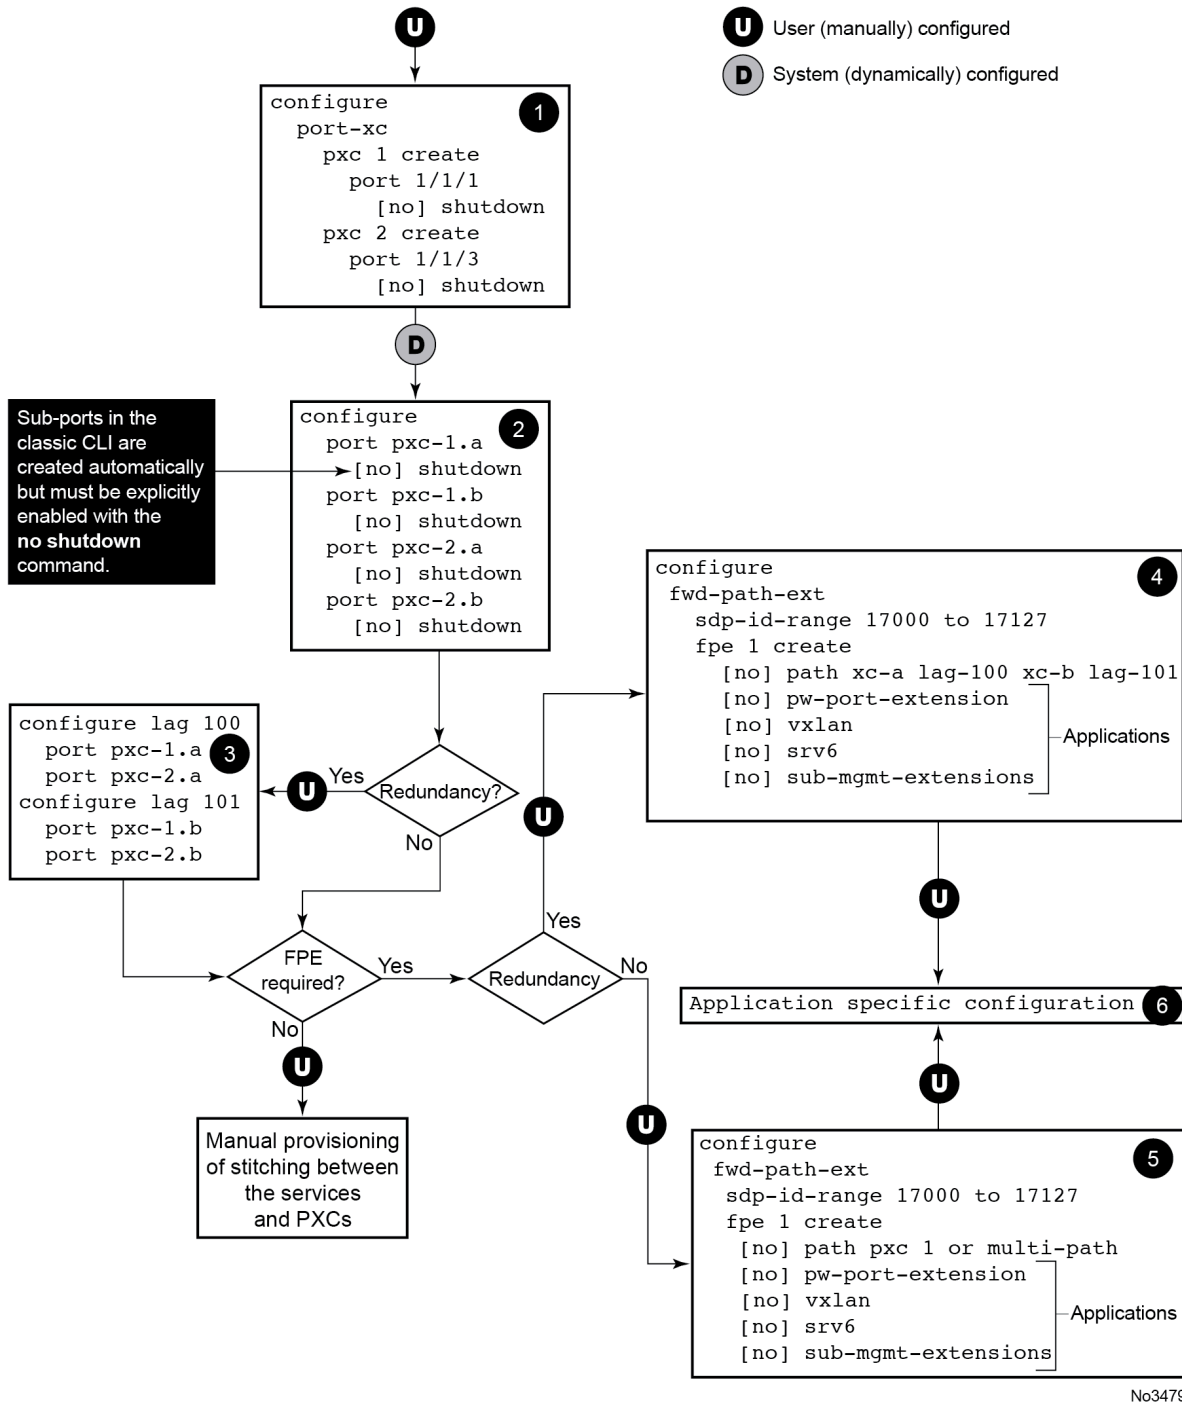 U
U User (manually) configured
D System (dynamically) configured
configure 1
port-xc
pxc 1 create
port 1/1/1
[no] shutdown
pxc 2 create
port 1/1/3
[no] shutdown
D
Sub-ports in the
classic CLI are
created automatically
but must be explicitly
enabled with the
no shutdown
command.
configure 2
port pxc-1.a
[no] shutdown
port pxc-1.b
[no] shutdown
port pxc-2.a
[no] shutdown
port pxc-2.b
[no] shutdown
configure lag 100
port pxc-1.a 3
port pxc-2.a
configure lag 101
port pxc-1.b
port pxc-2.b
U
Yes
Redundancy?
No
FPE
required?
Yes
No
U
Manual provisioning
of stitching between
the services
and PXCs
Redundancy
Yes
No
U
U
configure 4
fwd-path-ext
sdp-id-range 17000 to 17127
fpe 1 create
[no] path xc-a lag-100 xc-b lag-101
[no] pw-port-extension
[no] vxlan
[no] srv6
[no] sub-mgmt-extensions
Applications
U
Application specific configuration 6
U
configure 5
fwd-path-ext
sdp-id-range 17000 to 17127
fpe 1 create
[no] path pxc 1 or multi-path
[no] pw-port-extension
[no] vxlan
[no] srv6
[no] sub-mgmt-extensions
Applications
No3479